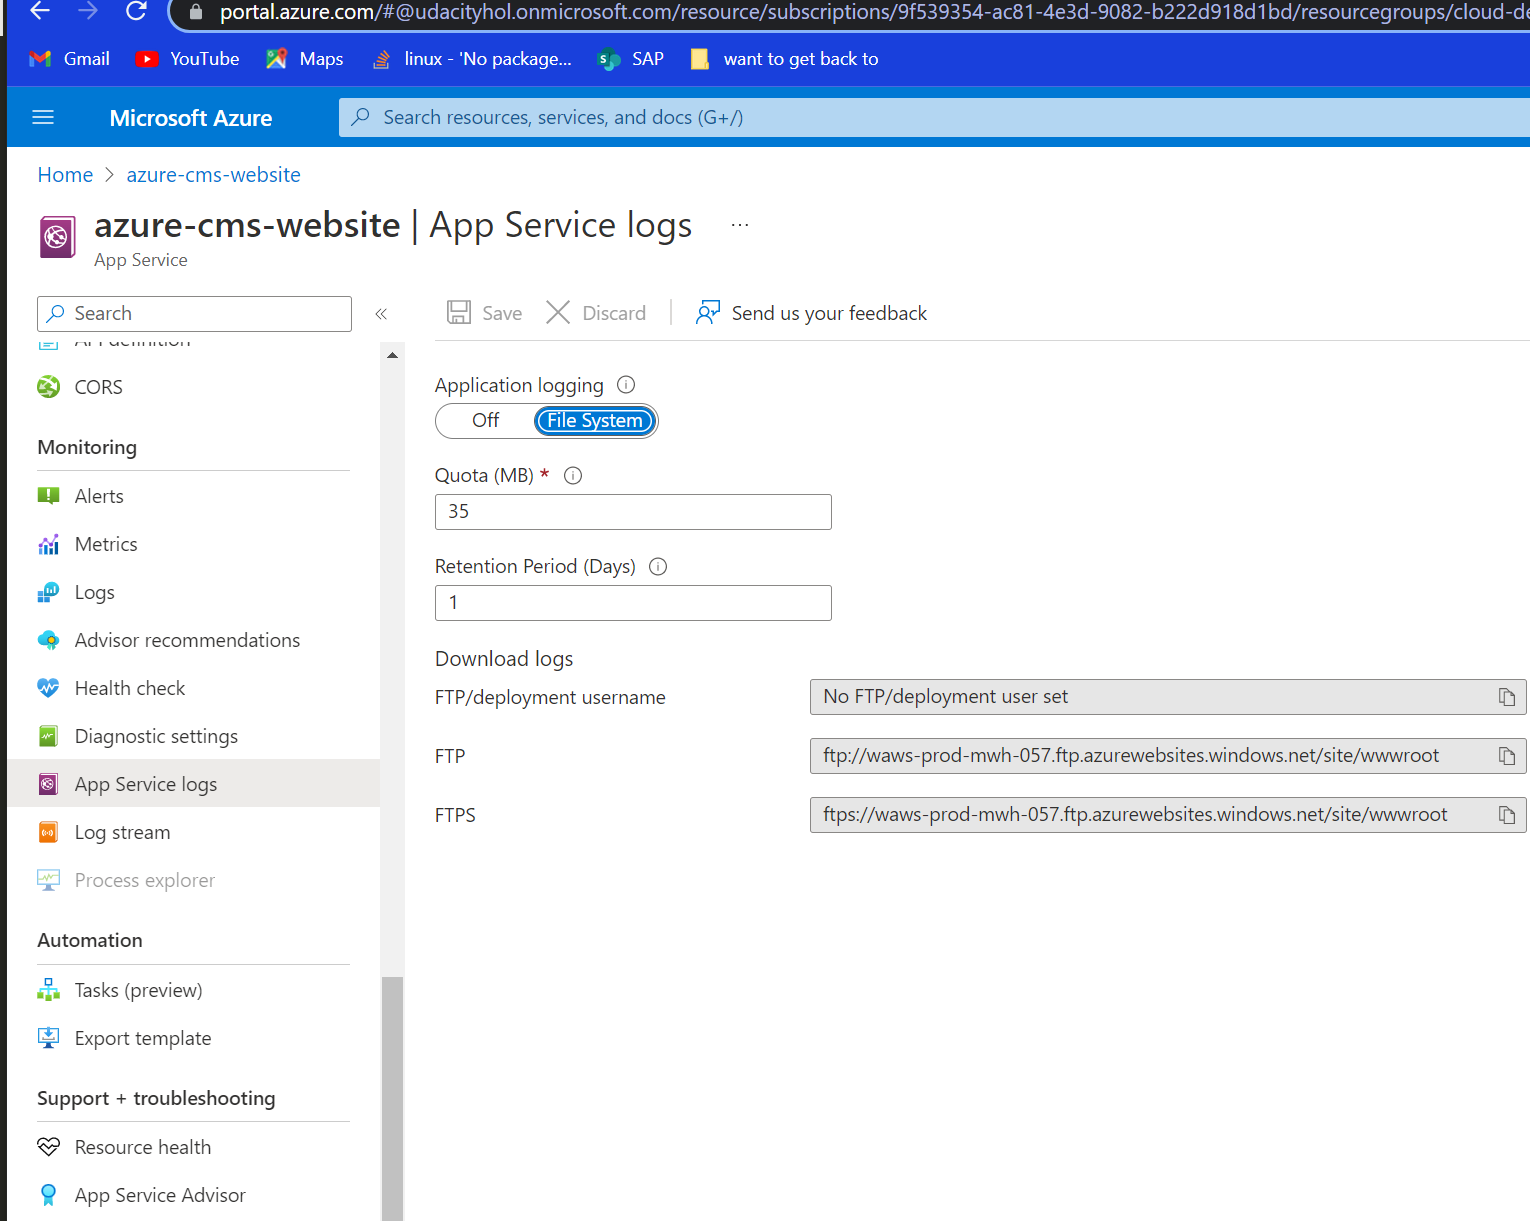 portal.azure.com/#@udacityhol.onmicrosoft.com/resource/subscriptions/9f539354-ac81-4e3d-9082-b222d918d1bd/resourcegroups/cloud-de
Gmail YouTube Maps linux - 'No package... SAP want to get back to
Microsoft Azure Search resources, services, and docs (G+/)
Home > azure-cms-website
azure-cms-website | App Service logs ...
App Service
Search «
Save Discard Send us your feedback
API definition
CORS
Monitoring
Alerts
Metrics
Logs
Advisor recommendations
Health check
Diagnostic settings
App Service logs
Log stream
Process explorer
Automation
Tasks (preview)
Export template
Support + troubleshooting
Resource health
App Service Advisor
Application logging
Off File System
Quota (MB) *
35
Retention Period (Days)
1
Download logs
FTP/deployment username No FTP/deployment user set
FTP ftp://waws-prod-mwh-057.ftp.azurewebsites.windows.net/site/wwwroot
FTPS ftps://waws-prod-mwh-057.ftp.azurewebsites.windows.net/site/wwwroot